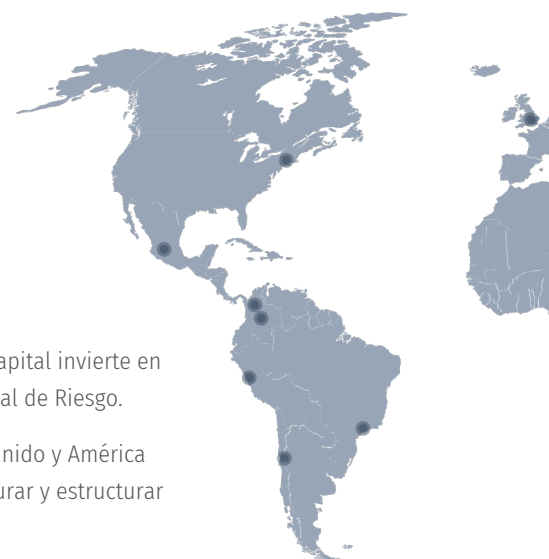 apital invierte en
al de Riesgo.
nido y América
urar y estructurar